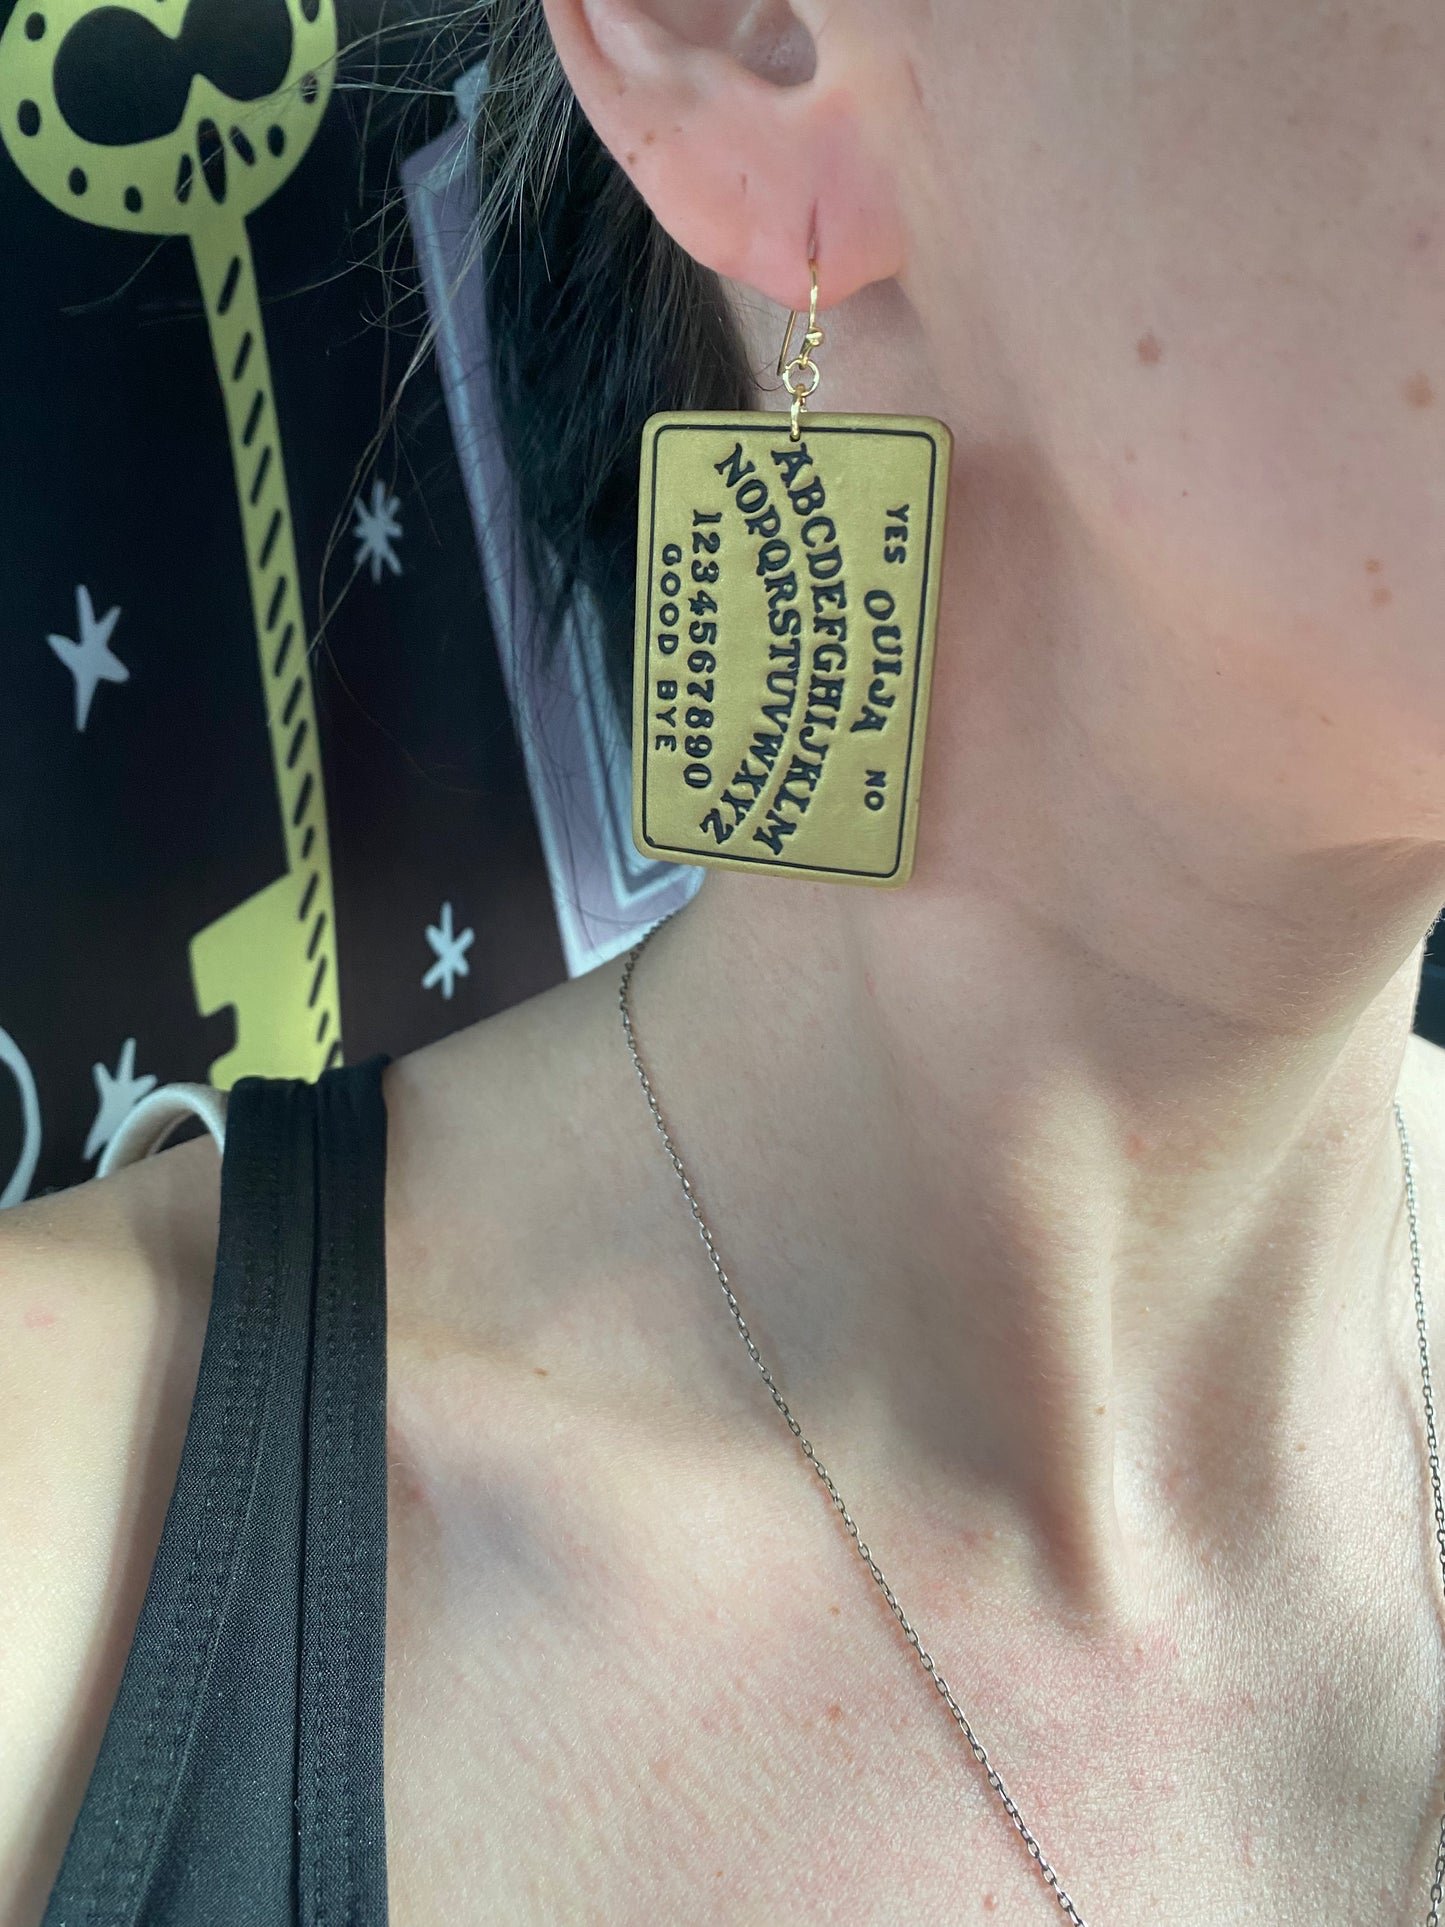 YES OUIJA NO
ABCDEFGHIJKLM
NOPQRSTUVWXYZ
1234567890
GOOD BYE